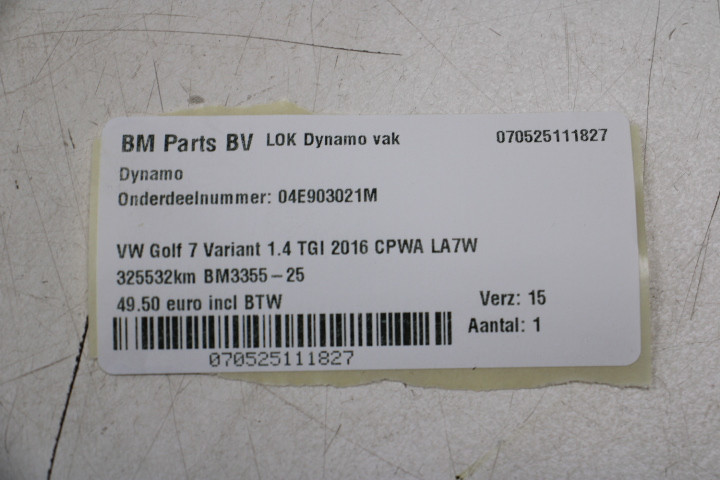 BM Parts BV LOK Dynamo vak 070525111827
Dynamo
Onderdeelnummer: 04E903021M
VW Golf 7 Variant 1.4 TGI 2016 CPWA LA7W
325532km BM3355-25
49.50 euro incl BTW Verz: 15
Aantal: 1
070525111827